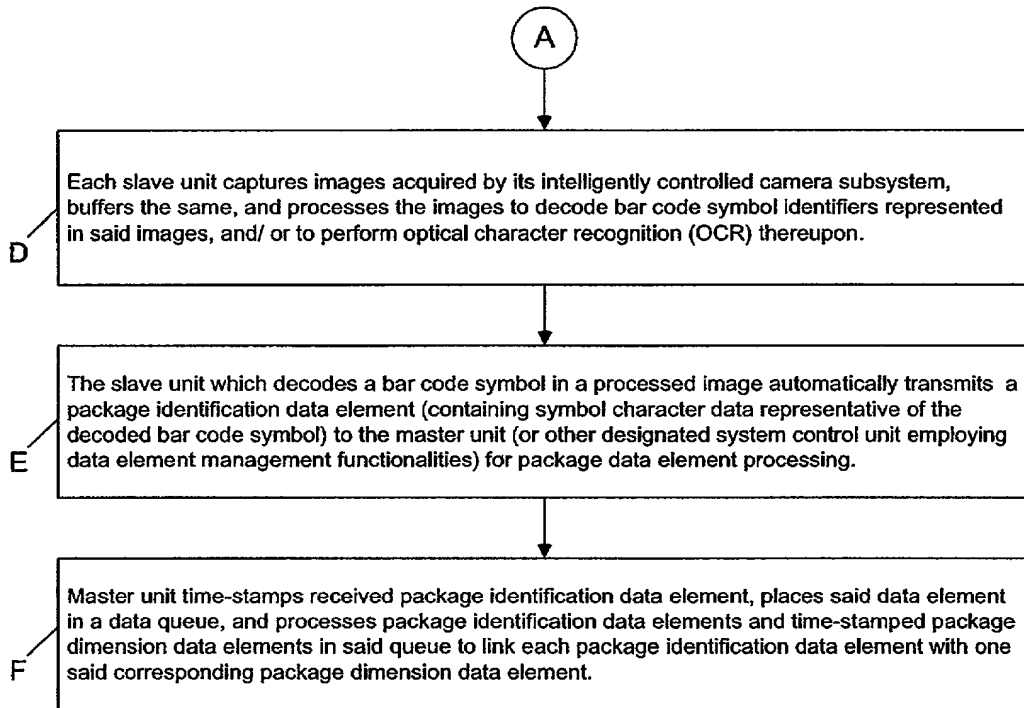 A
Each slave unit captures images acquired by its intelligently controlled camera subsystem,
buffers the same, and processes the images to decode bar code symbol identifiers represented
in said images, and/ or to perform optical character recognition (OCR) thereupon.
D
The slave unit which decodes a bar code symbol in a processed image automatically transmits a
package identification data element (containing symbol character data representative of the
decoded bar code symbol) to the master unit (or other designated system control unit employing
data element management functionalities) for package data element processing.
E
Master unit time-stamps received package identification data element, places said data element
in a data queue, and processes package identification data elements and time-stamped package
dimension data elements in said queue to link each package identification data element with one
said corresponding package dimension data element.
F